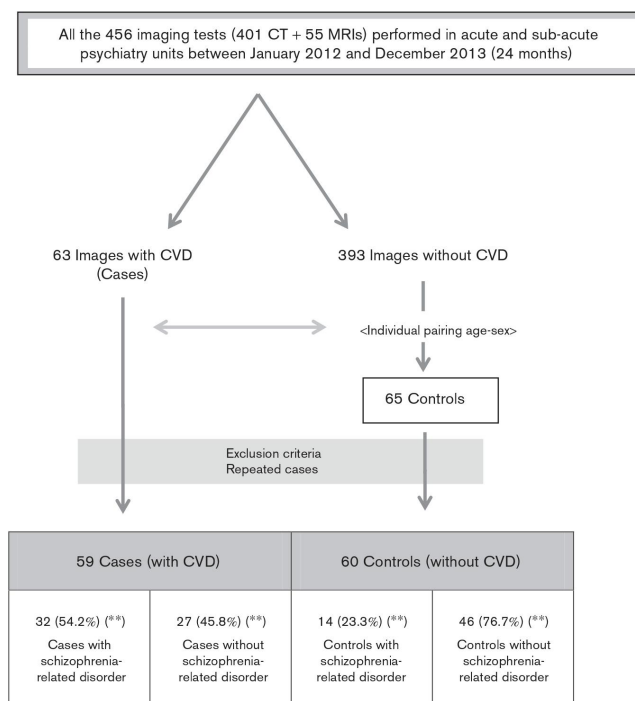 All the 456 imaging tests (401 CT + 55 MRIs) performed in acute and sub-acute
psychiatry units between January 2012 and December 2013 (24 months)
63 Images with CVD
(Cases)
393 Images without CVD
<Individual pairing age-sex>
65 Controls
Exclusion criteria
Repeated cases
59 Cases (with CVD)
60 Controls (without CVD)
32 (54.2%) (**)
Cases with
schizophrenia-
related disorder
27 (45.8%) (**)
Cases without
schizophrenia-
related disorder
14 (23.3%) (**)
Controls with
schizophrenia-
related disorder
46 (76.7%) (**)
Controls without
schizophrenia-
related disorder